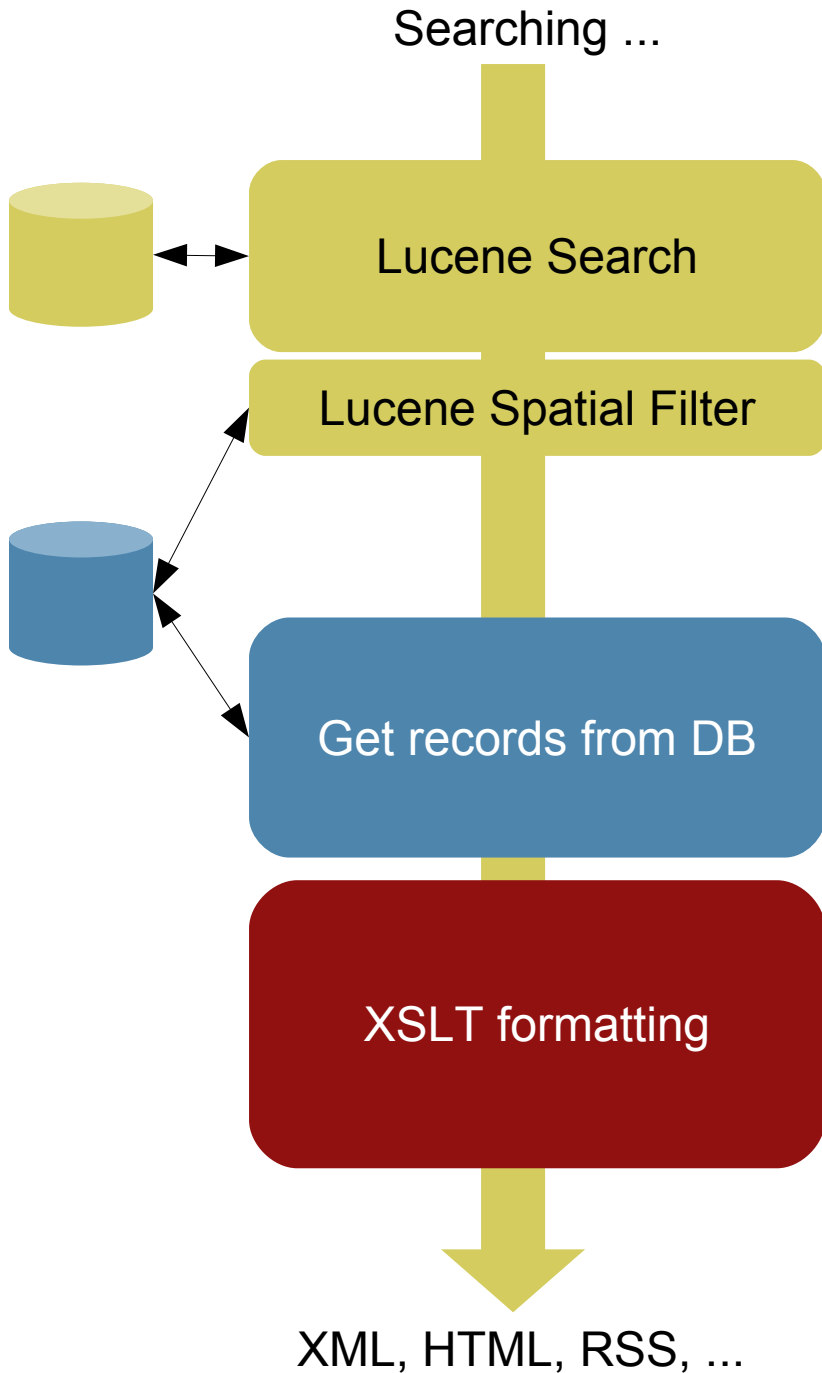 Searching ...
Lucene Search
Lucene Spatial Filter
Get records from DB
XSLT formatting
XML, HTML, RSS, ...